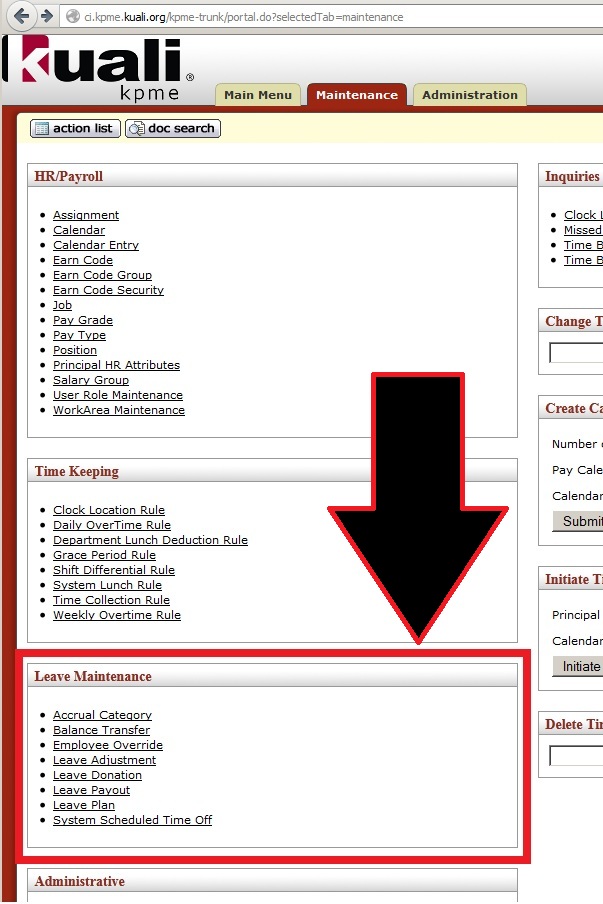 ci.kpme.kuali.org/kpme-trunk/portal.do?selectedTab=maintenance
kuali®
kpme
Main Menu
Maintenance
Administration
action list
doc search
HR/Payroll
Assignment
Calendar
Calendar Entry
Earn Code
Earn Code Group
Earn Code Security
Job
Pay Grade
Pay Type
Position
Principal HR Attributes
Salary Group
User Role Maintenance
WorkArea Maintenance
Time Keeping
Clock Location Rule
Daily OverTime Rule
Department Lunch Deduction Rule
Grace Period Rule
Shift Differential Rule
System Lunch Rule
Time Collection Rule
Weekly Overtime Rule
Leave Maintenance
Accrual Category
Balance Transfer
Employee Override
Leave Adjustment
Leave Donation
Leave Payout
Leave Plan
System Scheduled Time Off
Administrative
Inquiries
Clock L
Missed
Time B
Time B
Change T
Create Ca
Number
Pay Cale
Calendar
Submit
Initiate Ti
Principal
Calendar
Initiate
Delete Tim